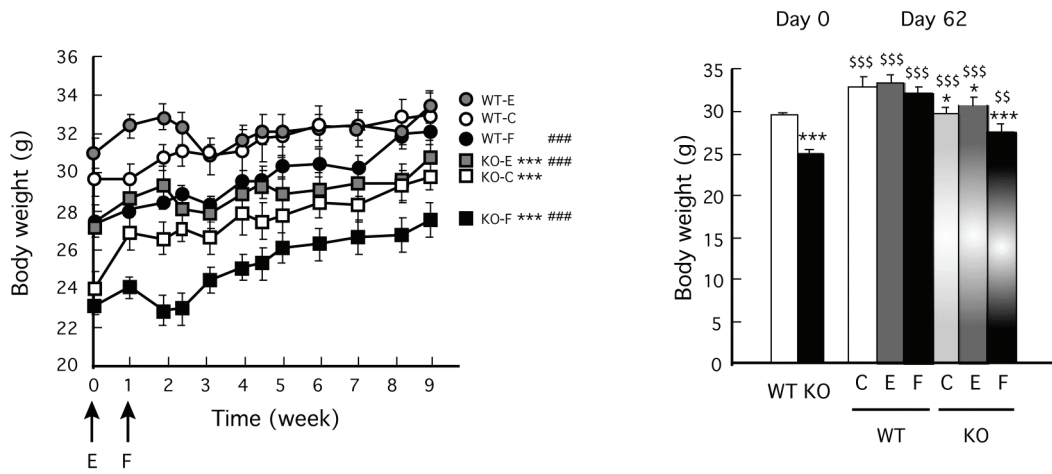 Body weight (g)
36
34
32
30
28
26
24
22
20
0 1 2 3 4 5 6 7 8 9
Time (week)
E F
WT-E
WT-C
WT-F ###
KO-E *** ###
KO-C ***
KO-F *** ###
Day 0 Day 62
Body weight (g)
35
30
25
20
15
10
5
0
***
$$$ $$$ $$$ $$$ $$$ $$
* * ***
WT KO C E F C E F
WT KO